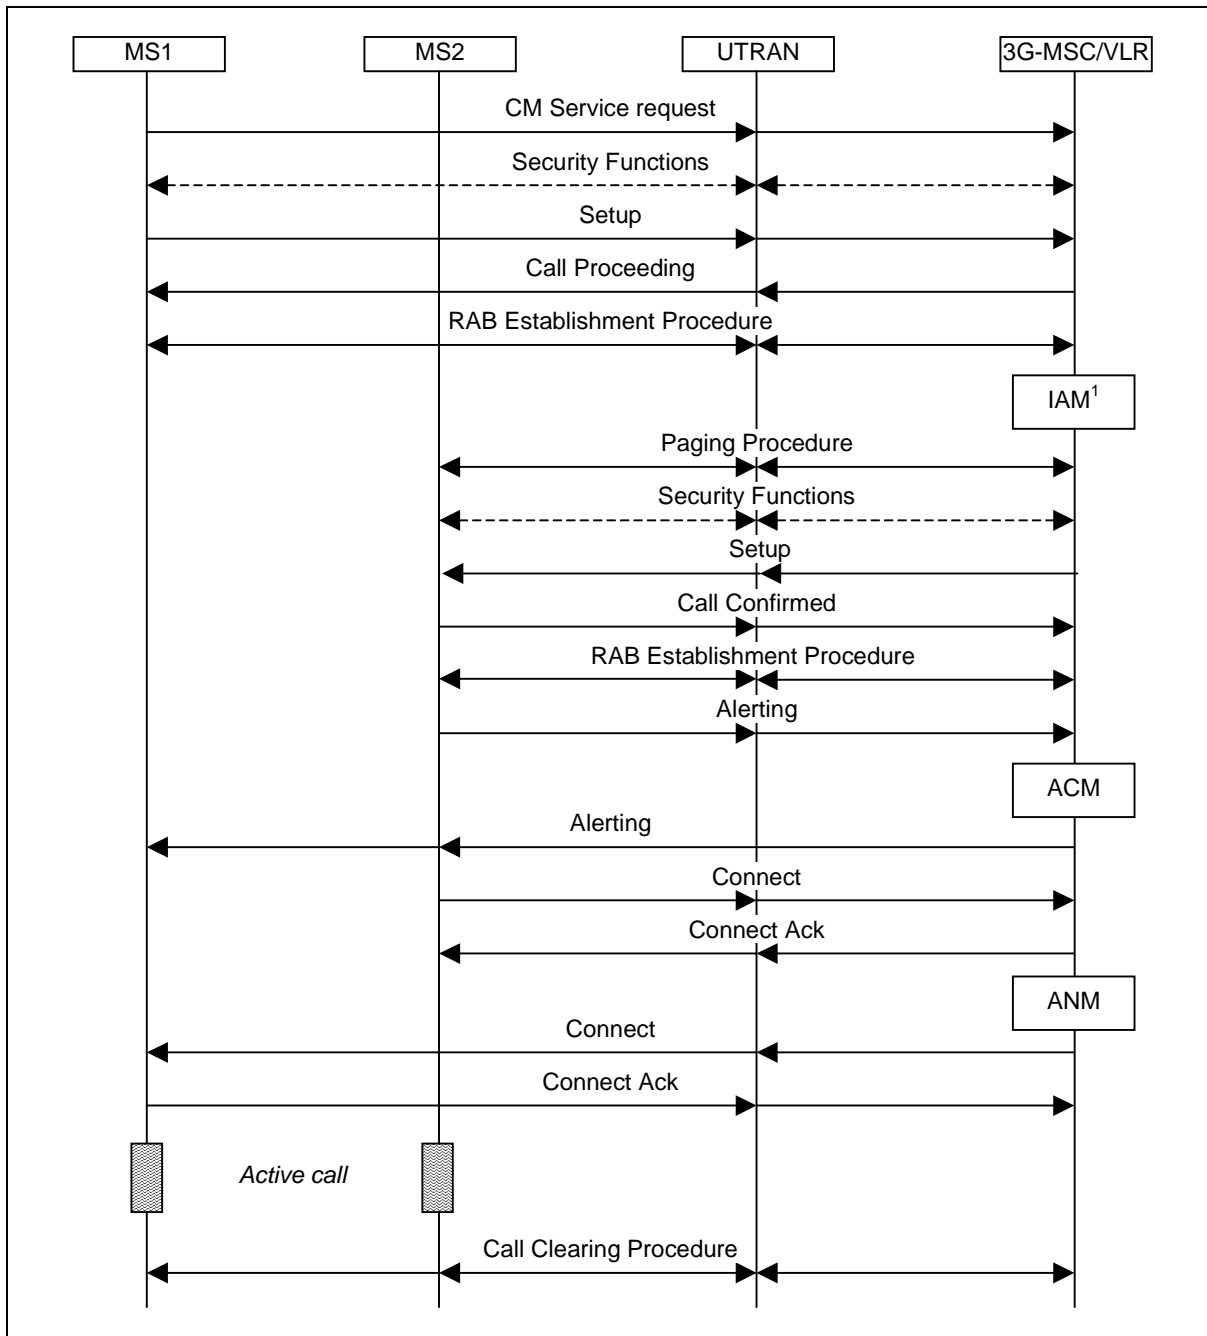 MS1
MS2
UTRAN
3G-MSC/VLR
CM Service request
Security Functions
Setup
Call Proceeding
RAB Establishment Procedure
IAM1
Paging Procedure
Security Functions
Setup
Call Confirmed
RAB Establishment Procedure
Alerting
ACM
Alerting
Connect
Connect Ack
ANM
Connect
Connect Ack
Active call
Call Clearing Procedure